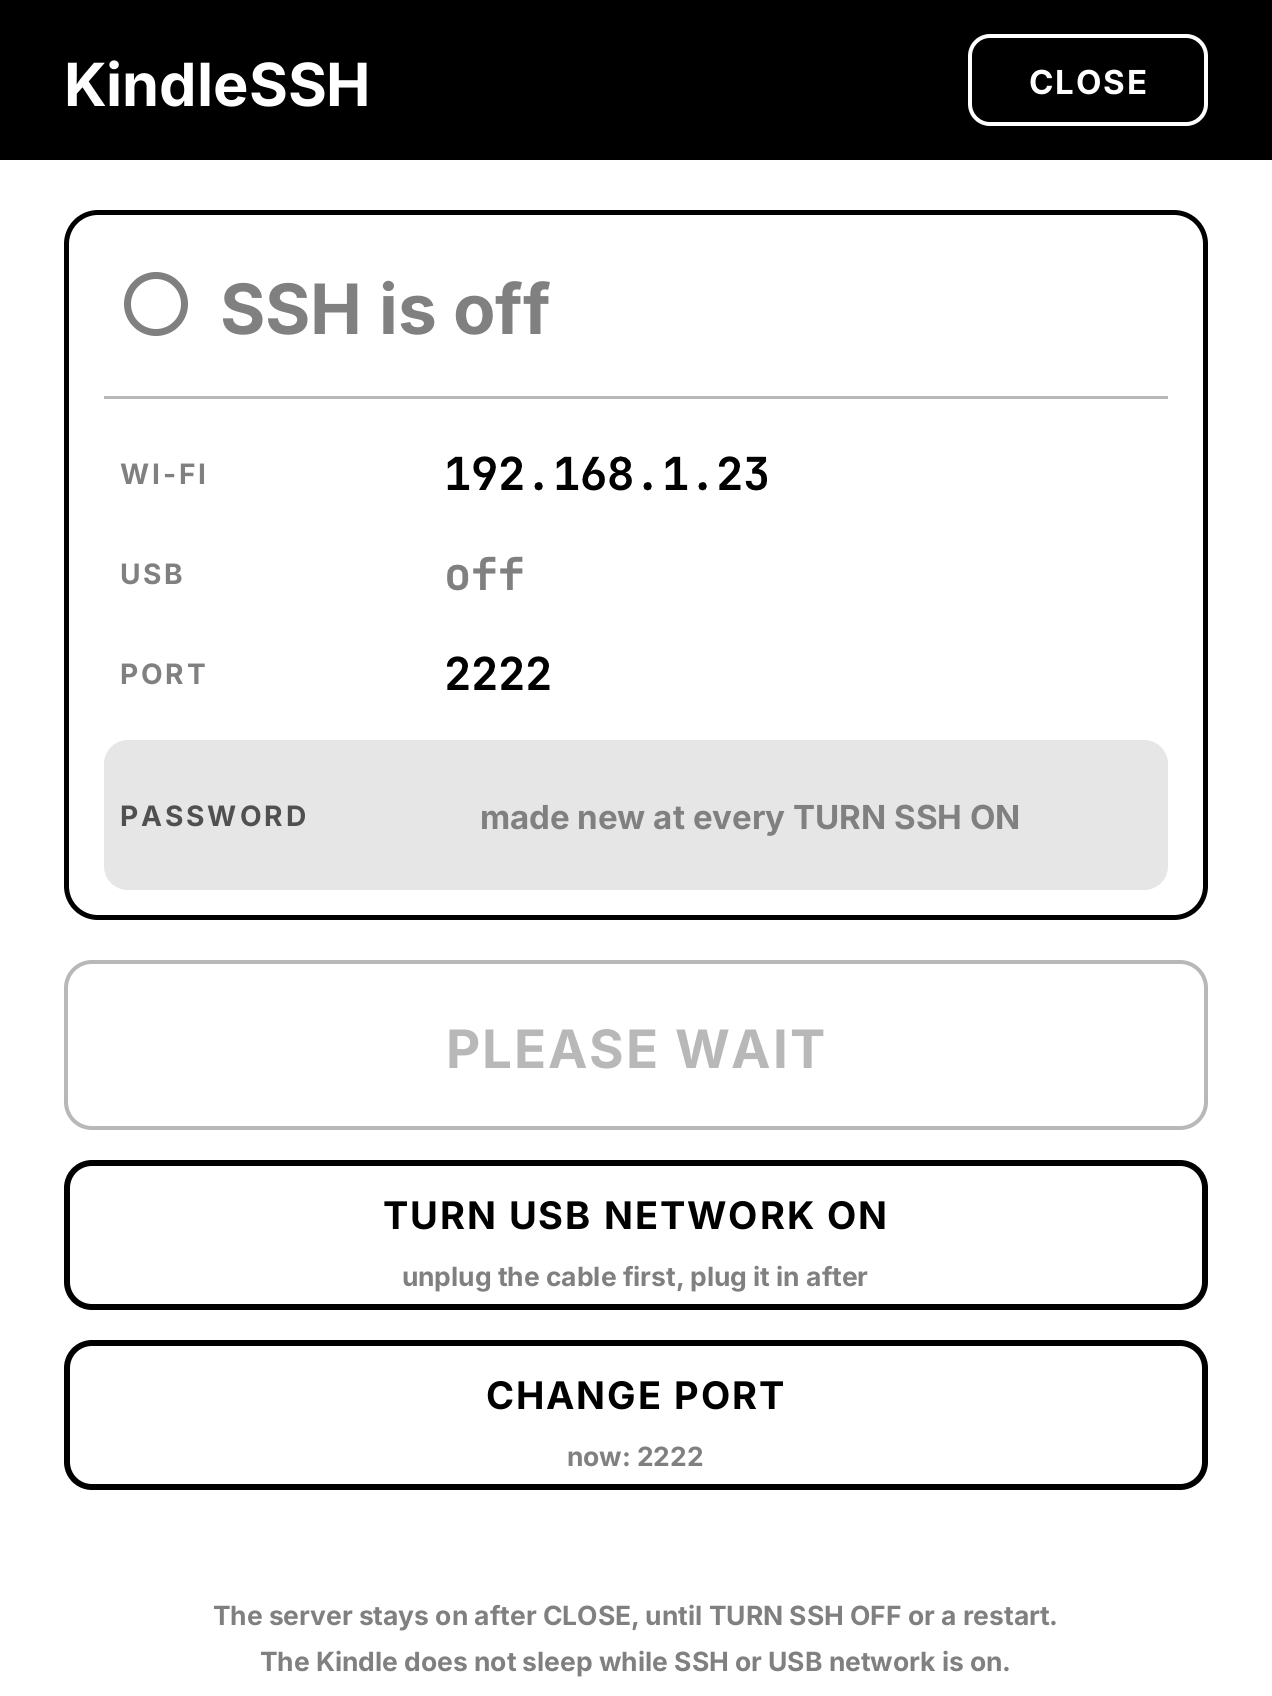 KindleSSH
CLOSE
SSH is off
WI-FI 192.168.1.23
USB off
PORT 2222
PASSWORD made new at every TURN SSH ON
PLEASE WAIT
TURN USB NETWORK ON
unplug the cable first, plug it in after
CHANGE PORT
now: 2222
The server stays on after CLOSE, until TURN SSH OFF or a restart.
The Kindle does not sleep while SSH or USB network is on.